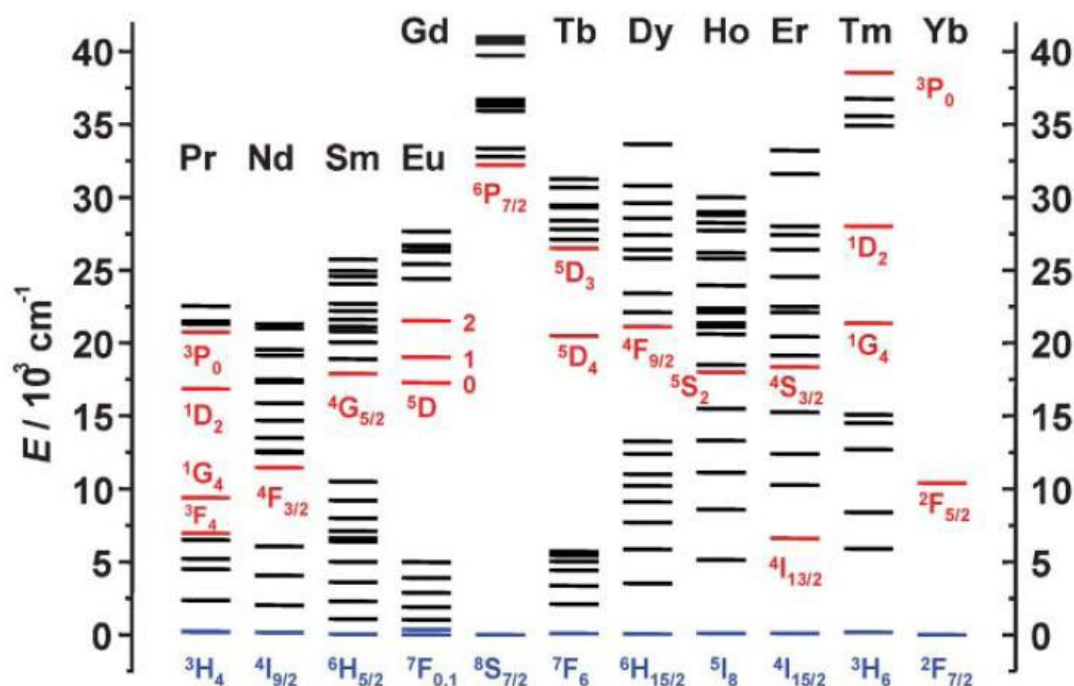 Gd Tb Dy Ho Er Tm Yb
40 40
³P₀
35 35
Pr Nd Sm Eu
30 30
⁶P₇/₂
¹D₂
25 25
⁵D₃
2
¹G₄
20 20
³P₀ ⁵D₄ ⁴F₉/₂
1
⁵S₂ ⁴S₃/₂
0
¹D₂ ⁴G₅/₂ ⁵D
15 15
E / 10³ cm⁻¹
¹G₄
10 10
⁴F₃/₂ ²F₅/₂
³F₄
5 5
⁴I₁₃/₂
0 0
³H₄ ⁴I₉/₂ ⁶H₅/₂ ⁷F₀,₁ ⁸S₇/₂ ⁷F₆ ⁶H₁₅/₂ ⁵I₈ ⁴I₁₅/₂ ³H₆ ²F₇/₂